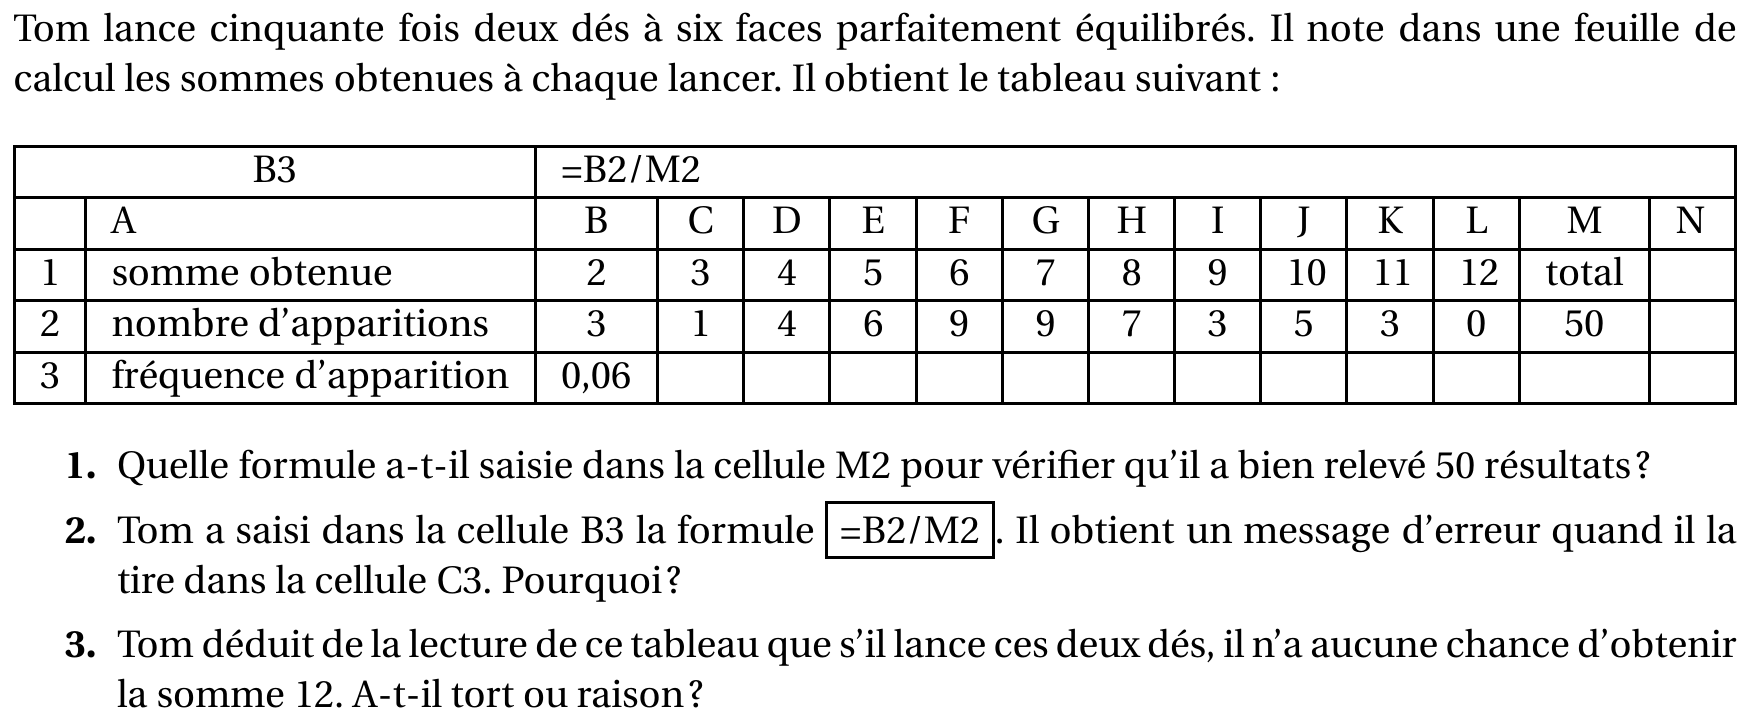 Tom lance cinquante fois deux dés à six faces parfaitement équilibrés. Il note dans une feuille de
calcul les sommes obtenues à chaque lancer. Il obtient le tableau suivant :
B3 =B2/M2
A B C D E F G H I J K L M N
1 somme obtenue 2 3 4 5 6 7 8 9 10 11 12 total
2 nombre d'apparitions 3 1 4 6 9 9 7 3 5 3 0 50
3 fréquence d'apparition 0,06
1. Quelle formule a-t-il saisie dans la cellule M2 pour vérifier qu'il a bien relevé 50 résultats ?
2. Tom a saisi dans la cellule B3 la formule =B2/M2. Il obtient un message d'erreur quand il la
tire dans la cellule C3. Pourquoi ?
3. Tom déduit de la lecture de ce tableau que s'il lance ces deux dés, il n'a aucune chance d'obtenir
la somme 12. A-t-il tort ou raison ?